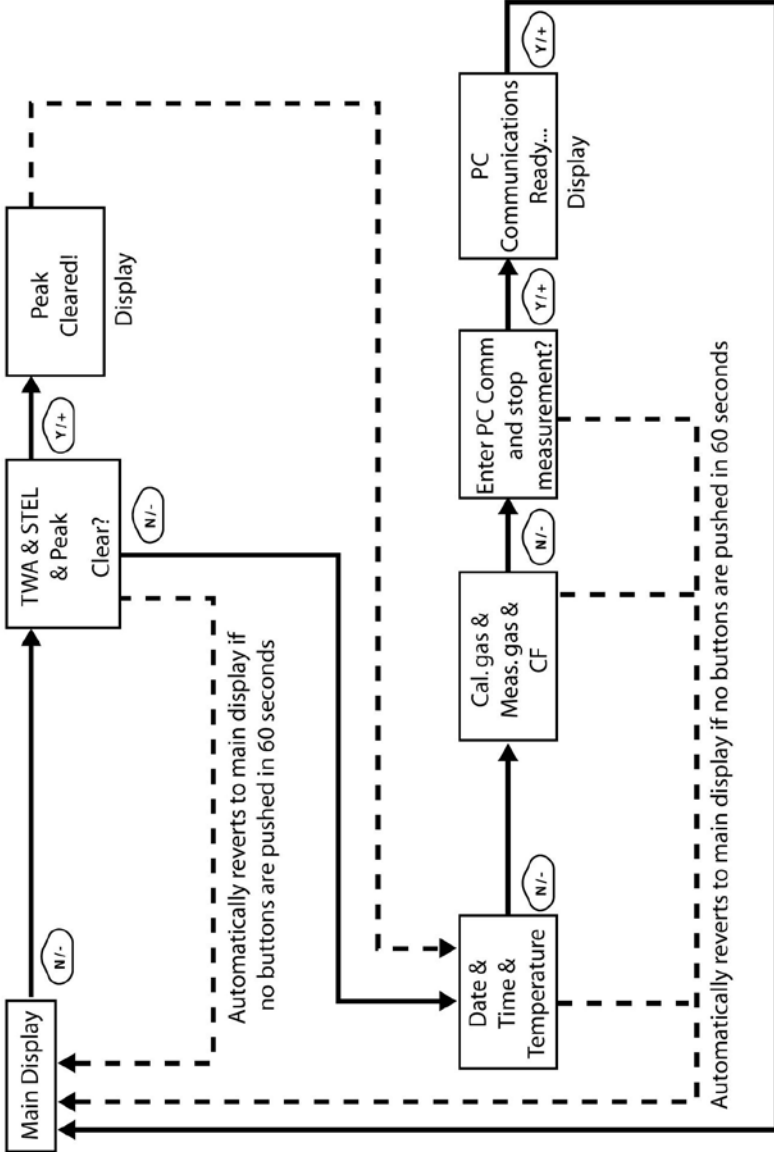 Main Display
N/-
TWA & STEL
& Peak
Clear?
Y/+
Peak
Cleared!
Display
N/-
Automatically reverts to main display if
no buttons are pushed in 60 seconds
Date &
Time &
Temperature
N/-
Cal. gas &
Meas. gas &
CF
N/-
Enter PC Comm
and stop
measurement?
Y/+
PC
Communications
Ready...
Display
Y/+
Automatically reverts to main display if no buttons are pushed in 60 seconds